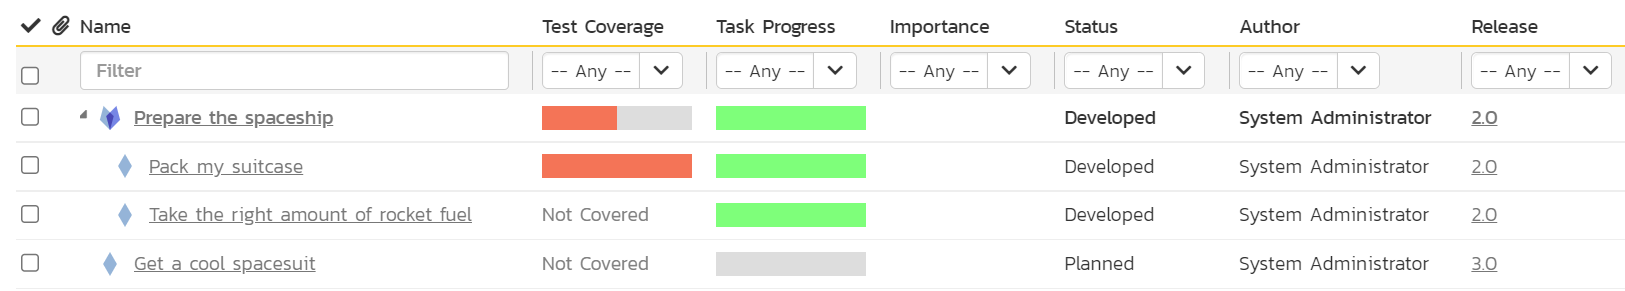 Name Test Coverage Task Progress Importance Status Author Release
Filter -- Any -- -- Any -- -- Any -- -- Any -- -- Any -- -- Any --
Prepare the spaceship Developed System Administrator 2.0
Pack my suitcase Developed System Administrator 2.0
Take the right amount of rocket fuel Not Covered Developed System Administrator 2.0
Get a cool spacesuit Not Covered Planned System Administrator 3.0